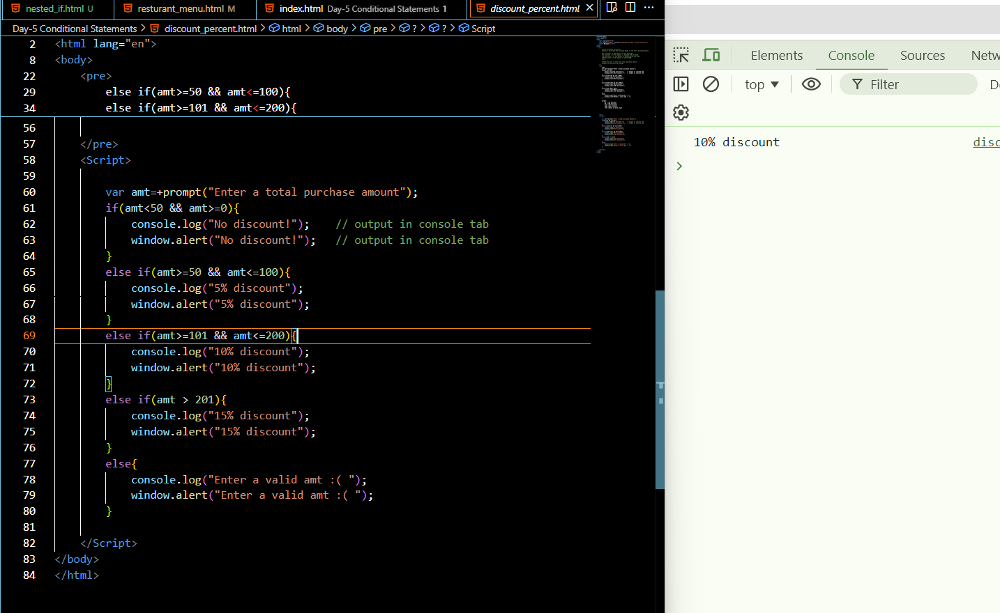 nested_if.html U
resturant_menu.html M
index.html Day-5 Conditional Statements 1
discount_percent.html
Day-5 Conditional Statements > discount_percent.html > html > body > pre > ? > ? > Script
2 <html lang="en">
8 <body>
22 <pre>
29 else if(amt>=50 && amt<=100){
34 else if(amt>=101 && amt<=200){
56
57 </pre>
58 <Script>
59
60 var amt=+prompt("Enter a total purchase amount");
61 if(amt<50 && amt>=0){
62 console.log("No discount!"); // output in console tab
63 window.alert("No discount!"); // output in console tab
64 }
65 else if(amt>=50 && amt<=100){
66 console.log("5% discount");
67 window.alert("5% discount");
68 }
69 else if(amt>=101 && amt<=200){
70 console.log("10% discount");
71 window.alert("10% discount");
72 }
73 else if(amt > 201){
74 console.log("15% discount");
75 window.alert("15% discount");
76 }
77 else{
78 console.log("Enter a valid amt :( ");
79 window.alert("Enter a valid amt :( ");
80 }
81
82 </Script>
83 </body>
84 </html>
Elements Console Sources Netw
top Filter De
10% discount disc